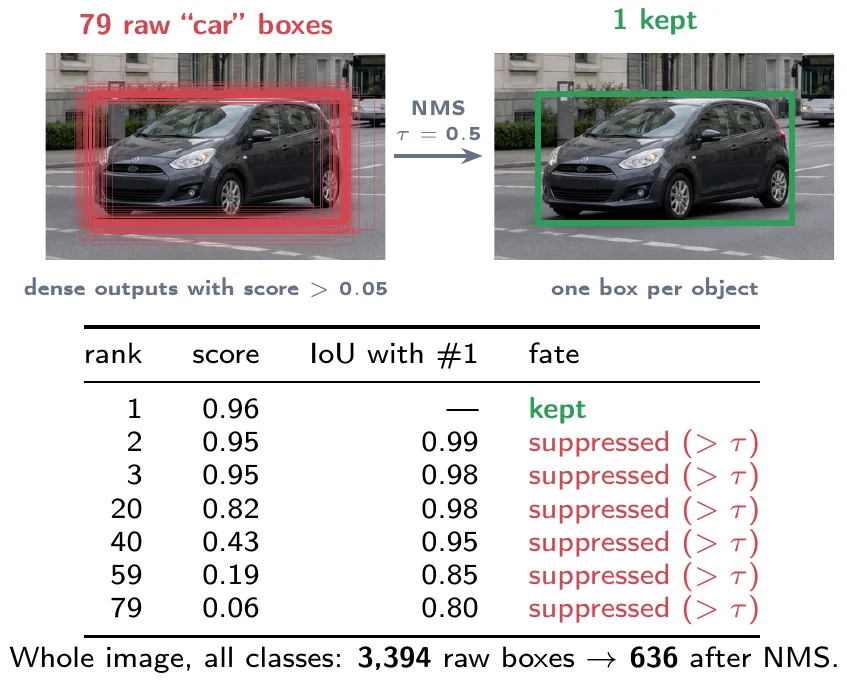 79 raw “car” boxes
1 kept
NMS
τ = 0.5
dense outputs with score > 0.05
one box per object
rank score IoU with #1 fate
1 0.96 — kept
2 0.95 0.99 suppressed (> τ)
3 0.95 0.98 suppressed (> τ)
20 0.82 0.98 suppressed (> τ)
40 0.43 0.95 suppressed (> τ)
59 0.19 0.85 suppressed (> τ)
79 0.06 0.80 suppressed (> τ)
Whole image, all classes: 3,394 raw boxes → 636 after NMS.